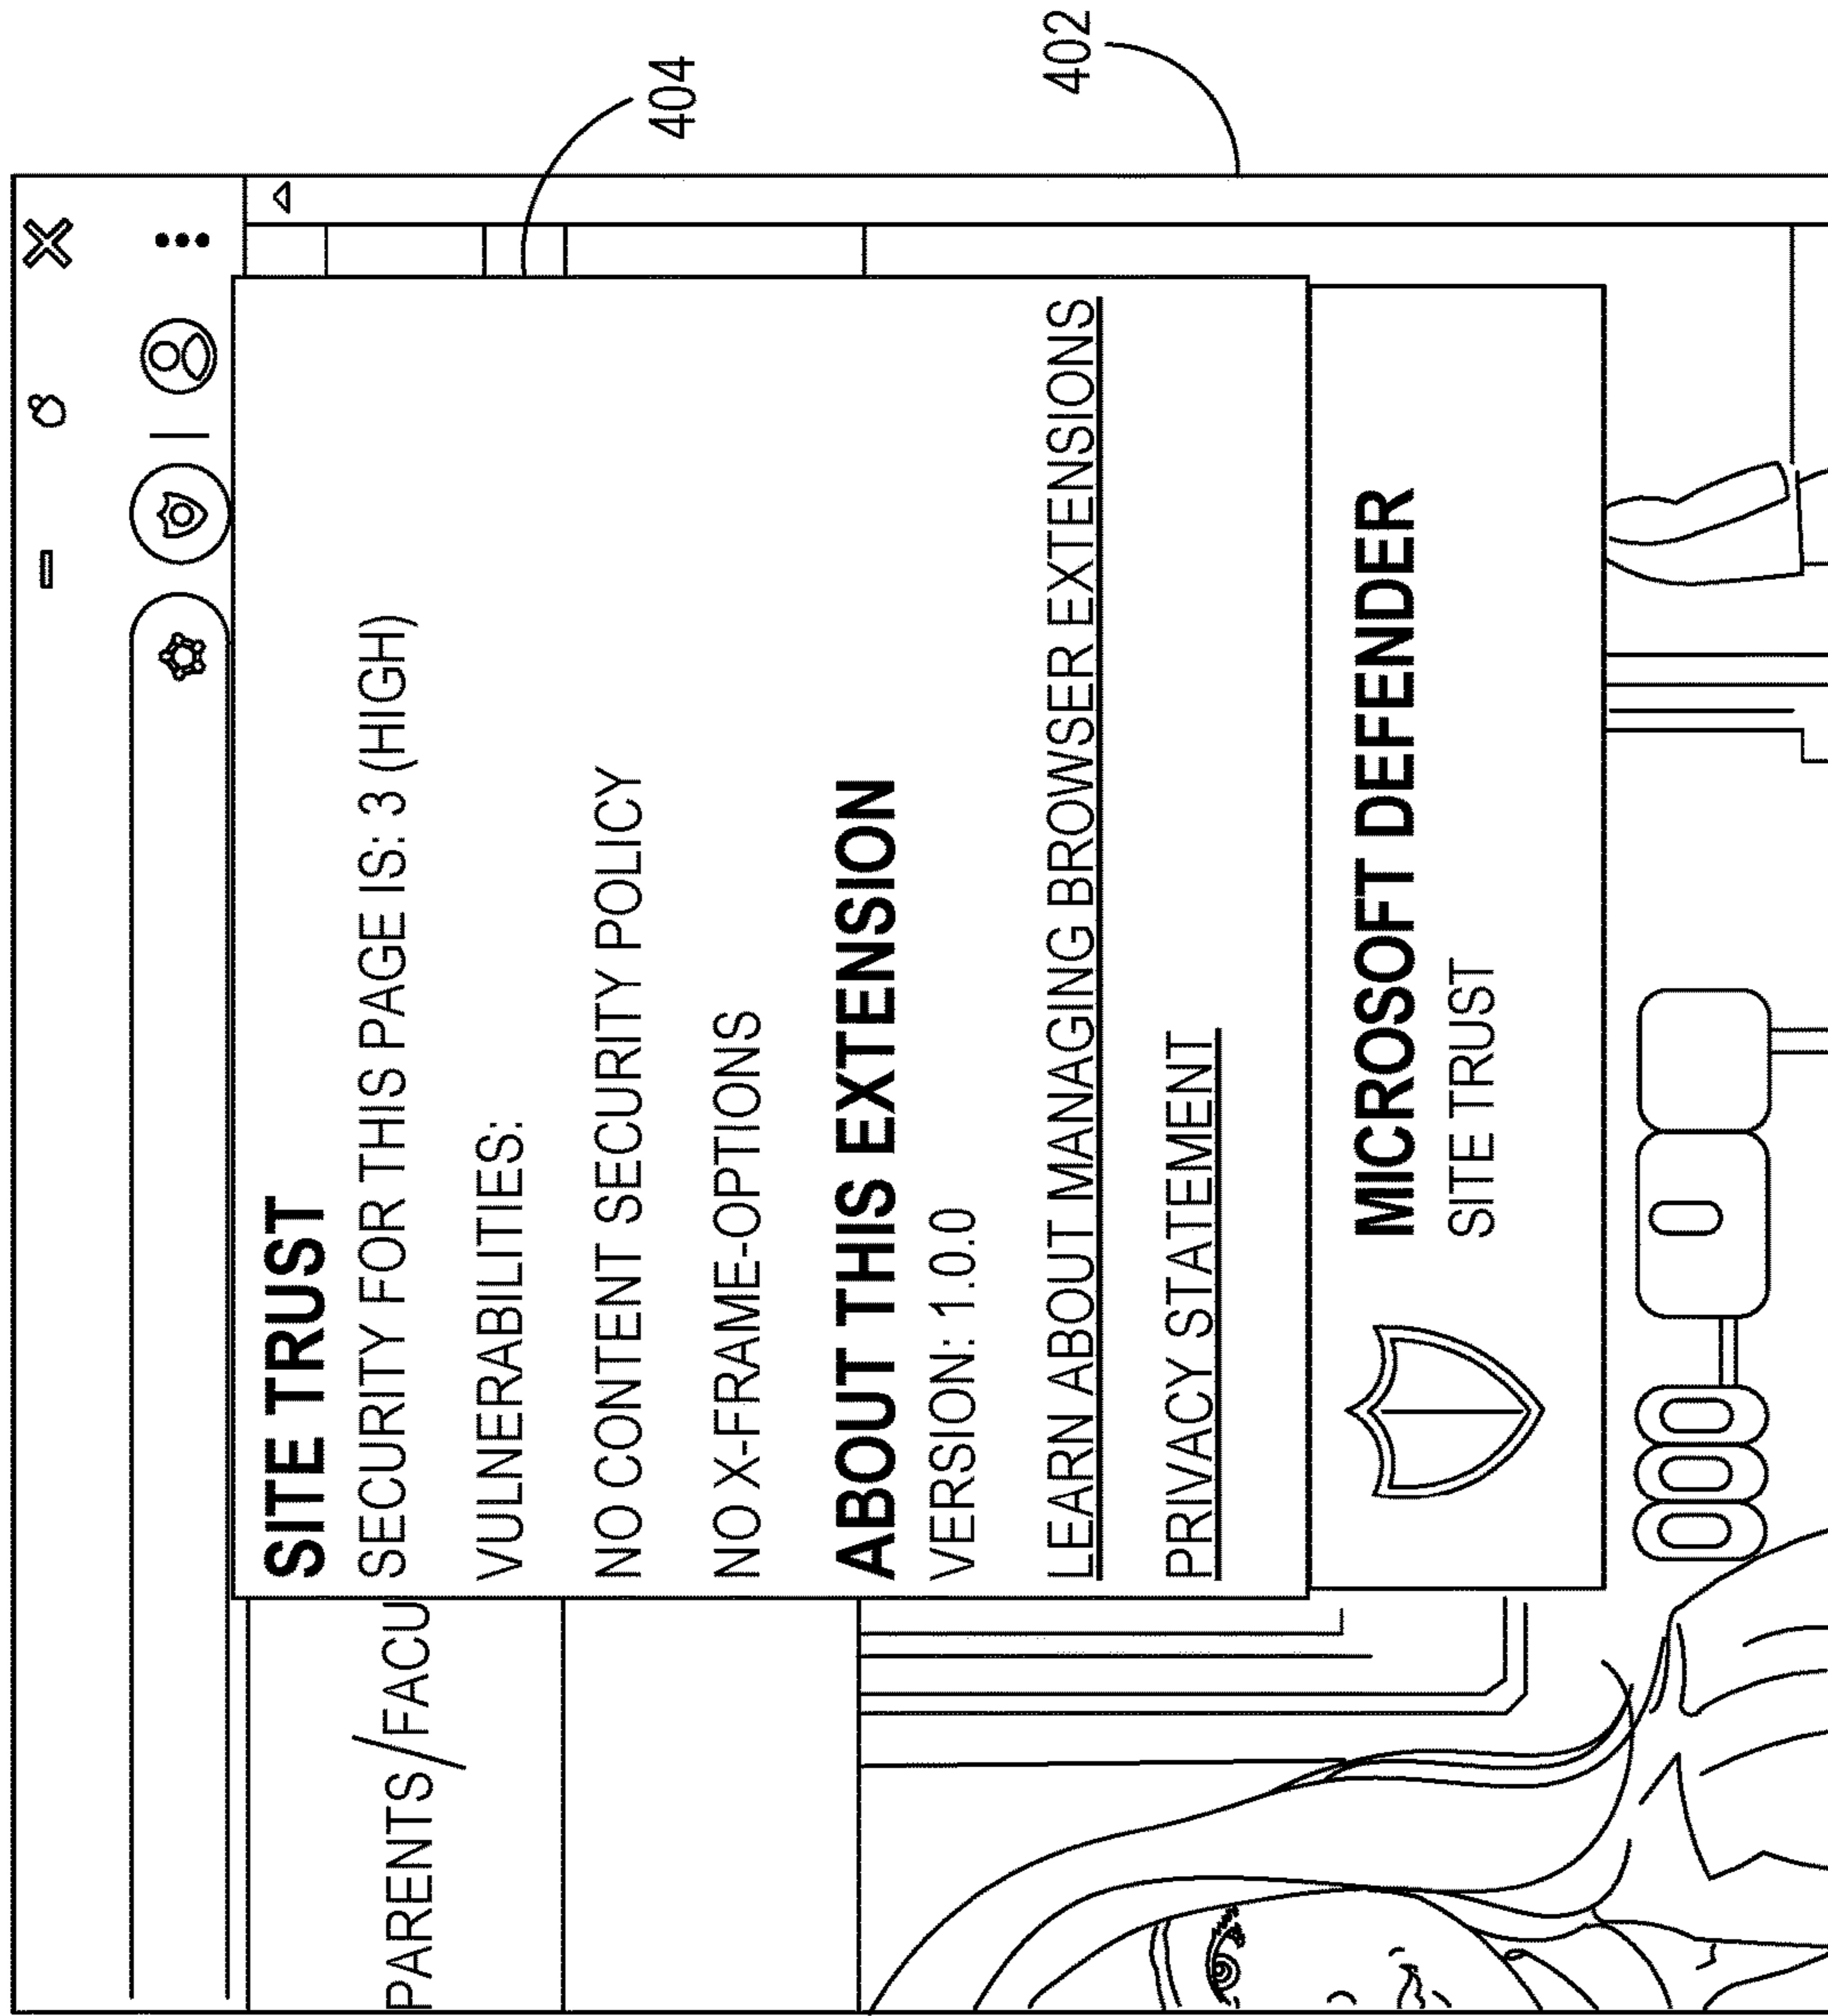 PARENTS/FACU
SITE TRUST
SECURITY FOR THIS PAGE IS: 3 (HIGH)
VULNERABILITIES:
NO CONTENT SECURITY POLICY
NO X-FRAME-OPTIONS
ABOUT THIS EXTENSION
VERSION: 1.0.0
LEARN ABOUT MANAGING BROWSER EXTENSIONS
PRIVACY STATEMENT
MICROSOFT DEFENDER
SITE TRUST
404
402